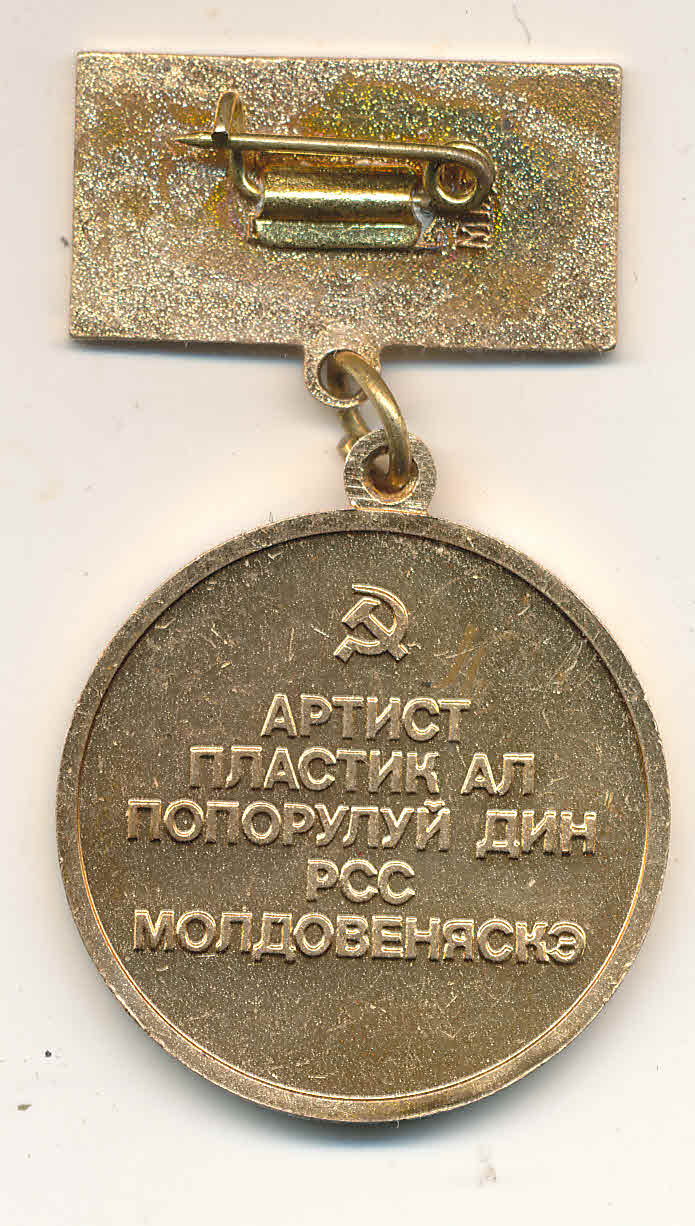 АРТИСТ
ПЛАСТИК АЛ
ПОПОРУЛУЙ ДИН
РСС
МОЛДОВЕНЯСКЭ